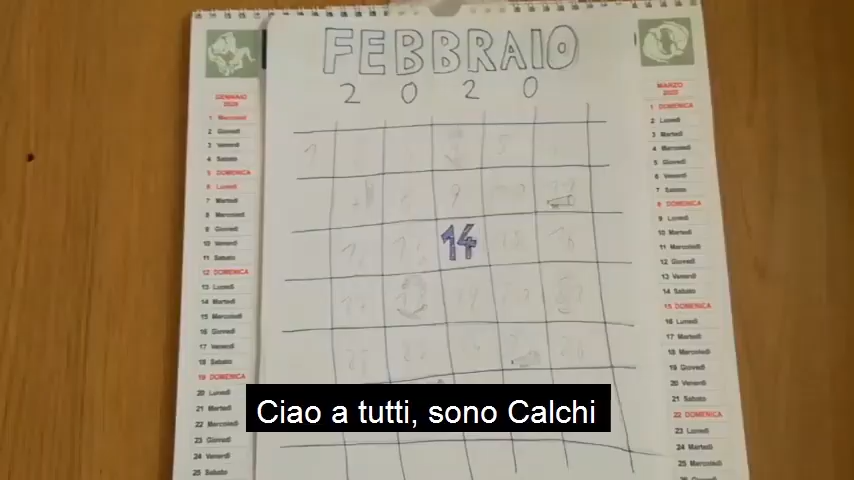 FEBBRAIO
2020
GENNAIO
2020
1 Mercoledì
2 Giovedì
3 Venerdì
4 Sabato
5 DOMENICA
6 Lunedì
7 Martedì
8 Mercoledì
9 Giovedì
10 Venerdì
11 Sabato
12 DOMENICA
13 Lunedì
14 Martedì
15 Mercoledì
16 Giovedì
17 Venerdì
18 Sabato
19 DOMENICA
20 Lunedì
21 Martedì
22 Mercoledì
23 Giovedì
24 Venerdì
25 Sabato
9
14
MARZO
2020
1 DOMENICA
2 Lunedì
3 Martedì
4 Mercoledì
5 Giovedì
6 Venerdì
7 Sabato
8 DOMENICA
9 Lunedì
10 Martedì
11 Mercoledì
12 Giovedì
13 Venerdì
14 Sabato
15 DOMENICA
16 Lunedì
17 Martedì
18 Mercoledì
19 Giovedì
20 Venerdì
21 Sabato
22 DOMENICA
23 Lunedì
24 Martedì
25 Mercoledì
Ciao a tutti, sono Calchi